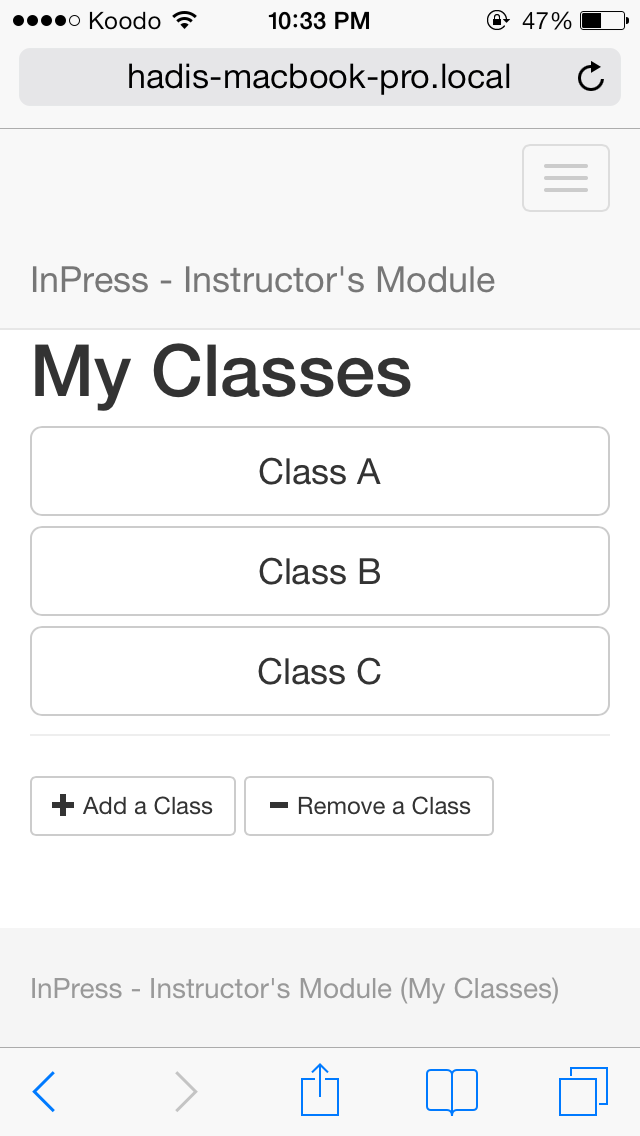 Koodo 10:33 PM 47%
hadis-macbook-pro.local
InPress - Instructor's Module
My Classes
Class A
Class B
Class C
Add a Class Remove a Class
InPress - Instructor's Module (My Classes)